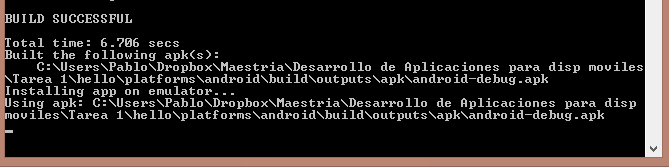 BUILD SUCCESSFUL
Total time: 6.706 secs
Built the following apk(s):
C:\Users\Pablo\Dropbox\Maestria\Desarrollo de Aplicaciones para disp moviles
\Tarea 1\hello\platforms\android\build\outputs\apk\android-debug.apk
Installing app on emulator...
Using apk: C:\Users\Pablo\Dropbox\Maestria\Desarrollo de Aplicaciones para disp
moviles\Tarea 1\hello\platforms\android\build\outputs\apk\android-debug.apk